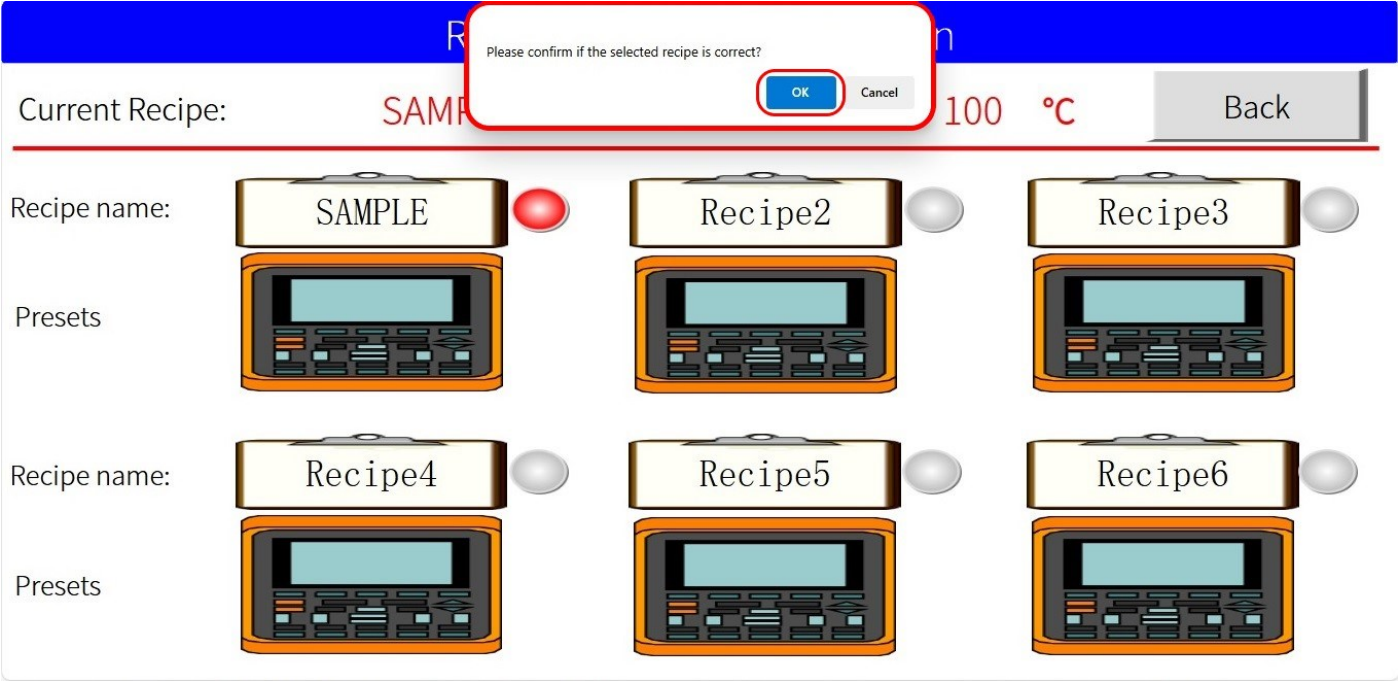 Please confirm if the selected recipe is correct?
OK Cancel
Current Recipe: 100 °C Back
Recipe name: SAMPLE Recipe2 Recipe3
Presets
Recipe name: Recipe4 Recipe5 Recipe6
Presets